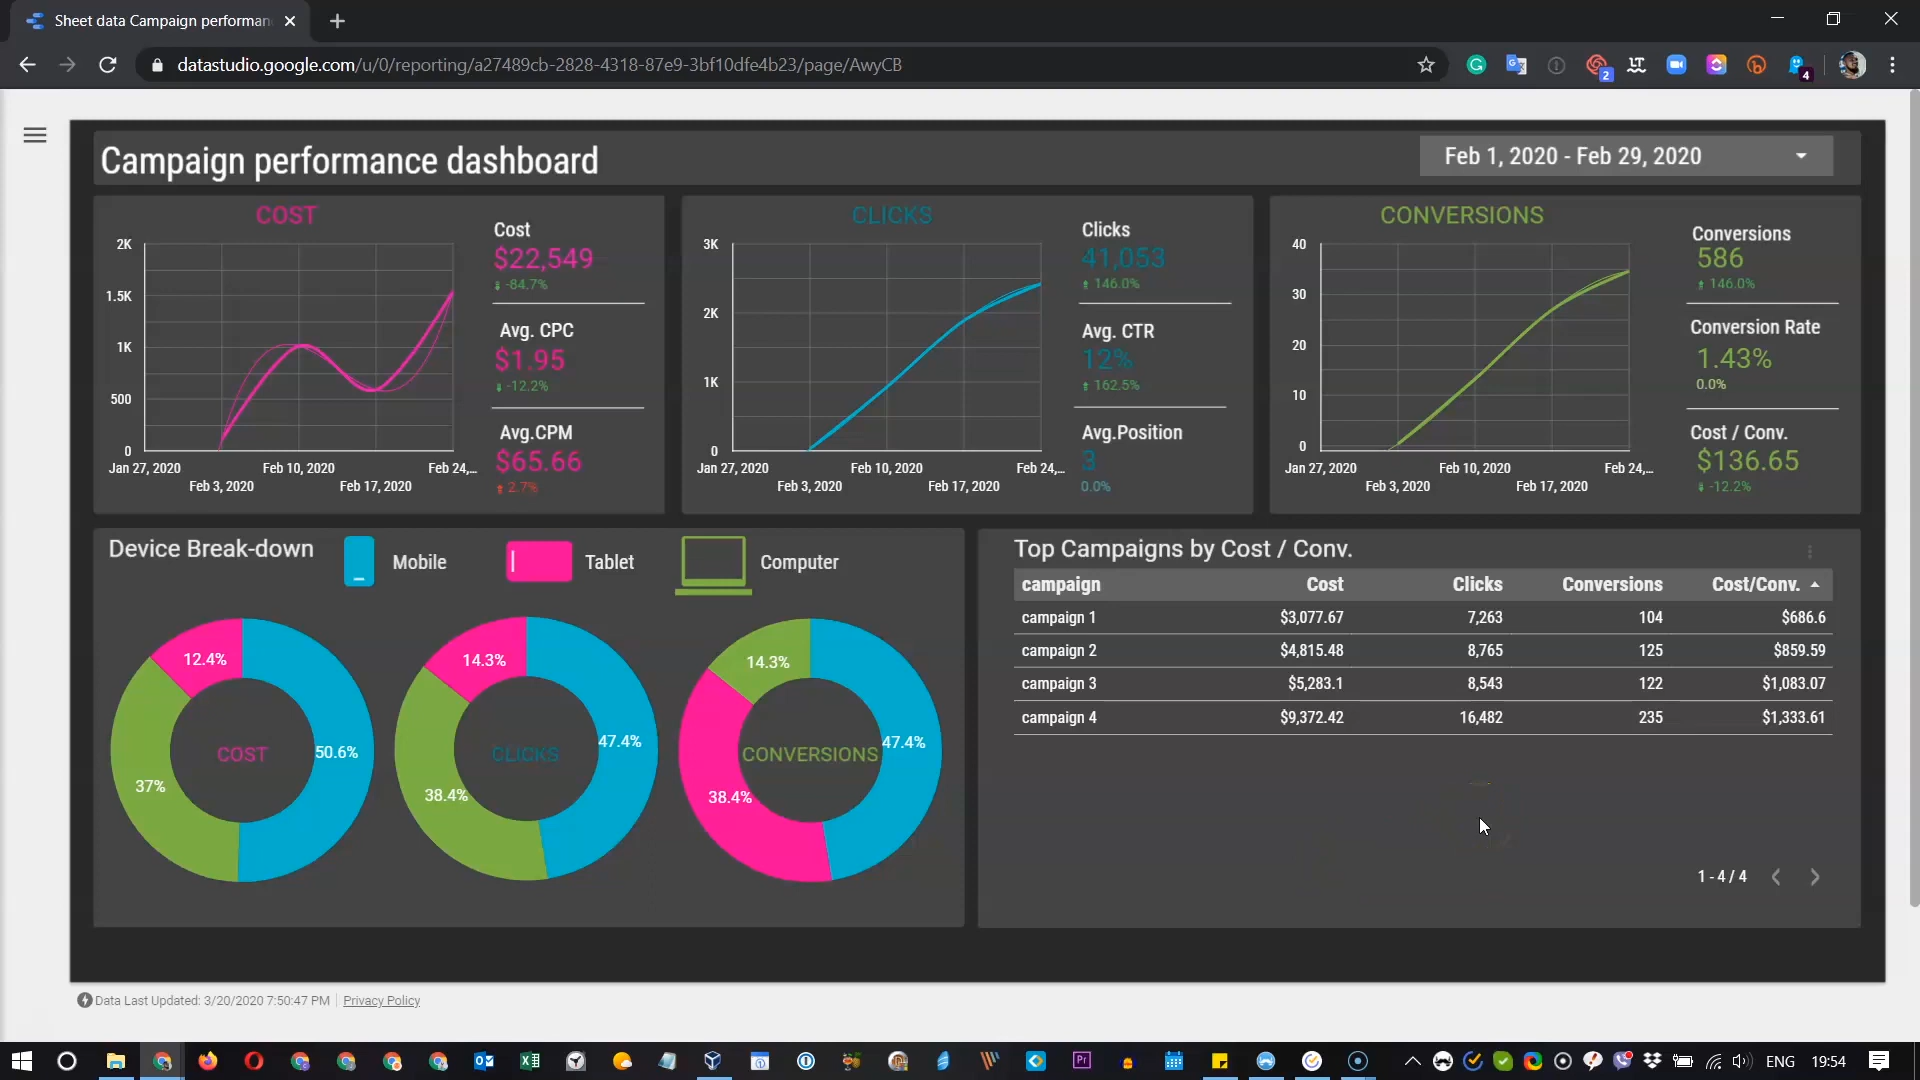 Sheet data Campaign performan
datastudio.google.com/u/0/reporting/a27489cb-2828-4318-87e9-3bf10dfe4b23/page/AwyCB
2
4
Campaign performance dashboard
Feb 1, 2020 - Feb 29, 2020
COST
2K
1.5K
1K
500
0
Jan 27, 2020
Feb 3, 2020
Feb 10, 2020
Feb 17, 2020
Feb 24,...
Cost
$22,549
-84.7%
Avg. CPC
$1.95
-12.2%
Avg.CPM
$65.66
2.7%
CLICKS
3K
2K
1K
0
Jan 27, 2020
Feb 3, 2020
Feb 10, 2020
Feb 17, 2020
Feb 24,...
Clicks
41,053
146.0%
Avg. CTR
12%
162.5%
Avg.Position
3
0.0%
CONVERSIONS
40
30
20
10
0
Jan 27, 2020
Feb 3, 2020
Feb 10, 2020
Feb 17, 2020
Feb 24,...
Conversions
586
146.0%
Conversion Rate
1.43%
0.0%
Cost / Conv.
$136.65
-12.2%
Device Break-down
Mobile
Tablet
Computer
12.4%
50.6%
37%
COST
14.3%
47.4%
38.4%
CLICKS
14.3%
47.4%
38.4%
CONVERSIONS
Top Campaigns by Cost / Conv.
campaign Cost Clicks Conversions Cost/Conv.
campaign 1 $3,077.67 7,263 104 $686.6
campaign 2 $4,815.48 8,765 125 $859.59
campaign 3 $5,283.1 8,543 122 $1,083.07
campaign 4 $9,372.42 16,482 235 $1,333.61
1 - 4 / 4
Data Last Updated: 3/20/2020 7:50:47 PM
Privacy Policy
ENG
19:54